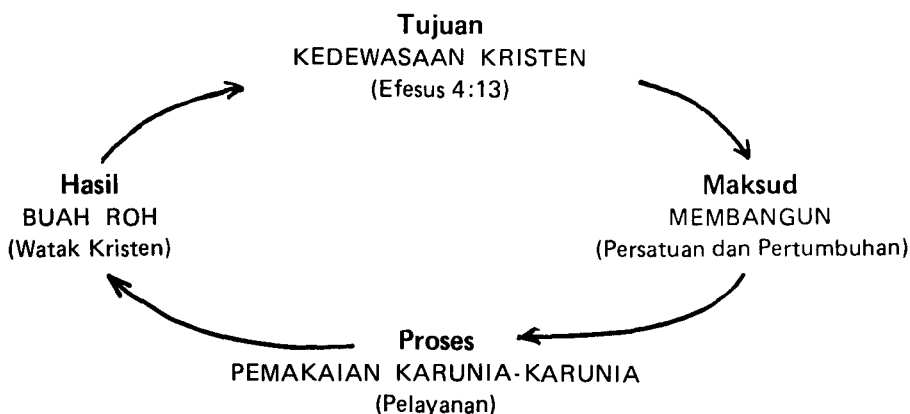 Tujuan
KEDEWASAAN KRISTEN
(Efesus 4:13)
Maksud
MEMBANGUN
(Persatuan dan Pertumbuhan)
Proses
PEMAKAIAN KARUNIA-KARUNIA
(Pelayanan)
Hasil
BUAH ROH
(Watak Kristen)